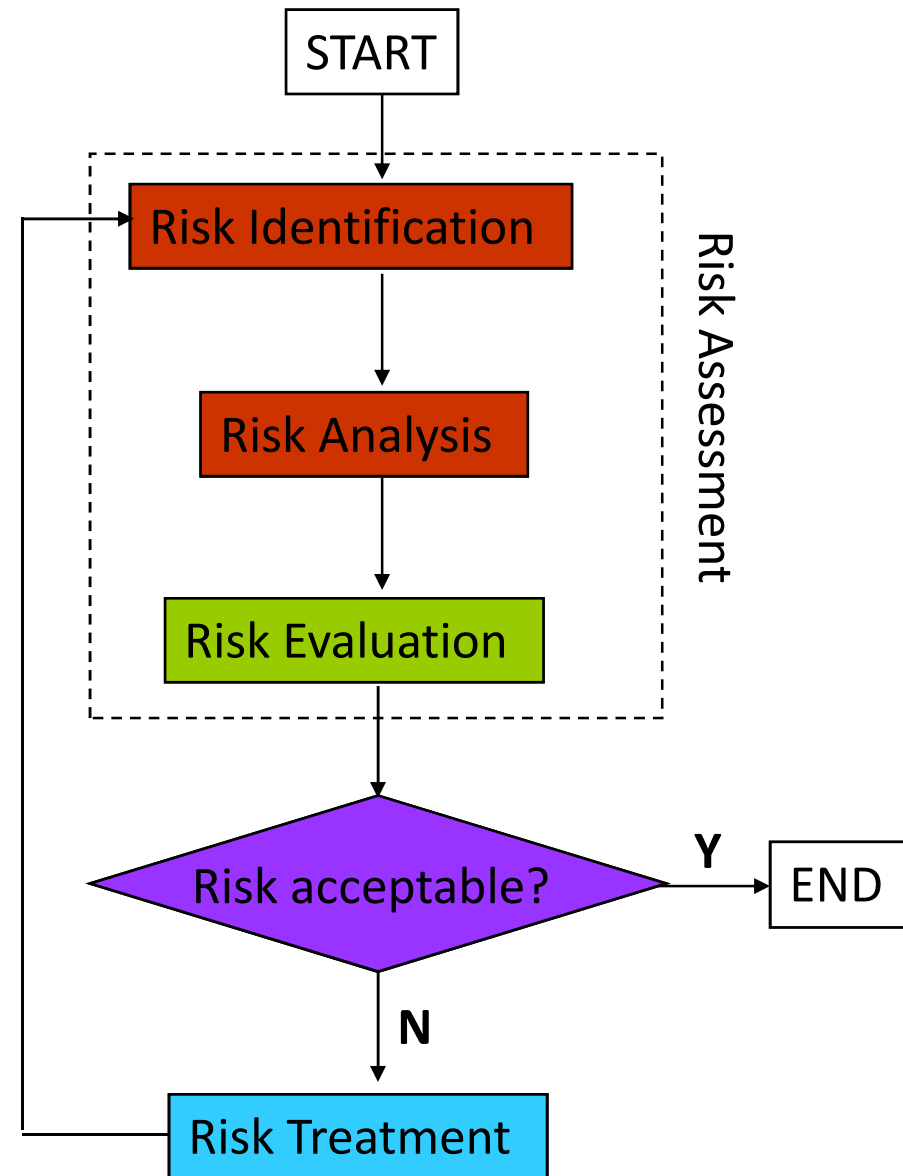 START
Risk Identification
Risk Assessment
Risk Analysis
Risk Evaluation
Risk acceptable?
Y
END
N
Risk Treatment